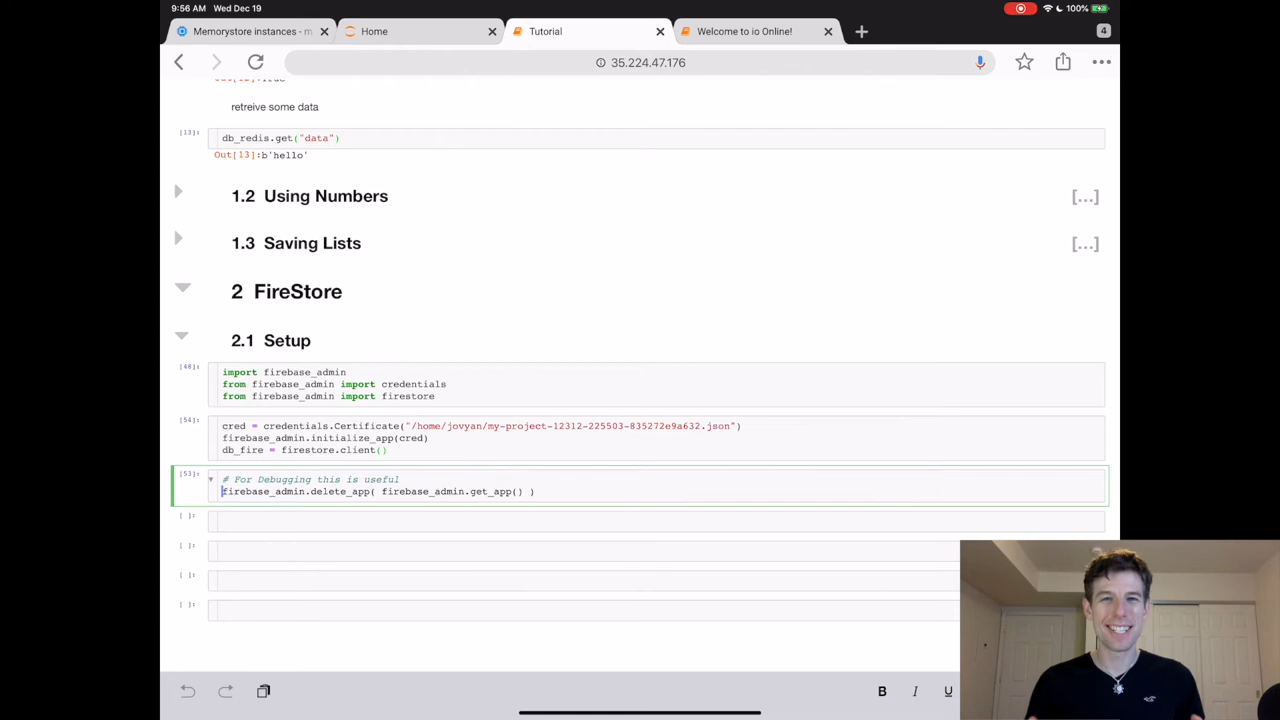 9:56 AM Wed Dec 19
100%
Memorystore instances - m
Home
Tutorial
Welcome to io Online!
4
35.224.47.176
retreive some data
[13]:
db_redis.get("data")
Out[13]:b'hello'
1.2 Using Numbers
[...]
1.3 Saving Lists
[...]
2 FireStore
2.1 Setup
[48]:
import firebase_admin
from firebase_admin import credentials
from firebase_admin import firestore
[54]:
cred = credentials.Certificate("/home/jovyan/my-project-12312-225503-835272e9a632.json")
firebase_admin.initialize_app(cred)
db_fire = firestore.client()
[53]:
# For Debugging this is useful
firebase_admin.delete_app( firebase_admin.get_app() )
[ ]:
[ ]:
[ ]:
[ ]:
B I U